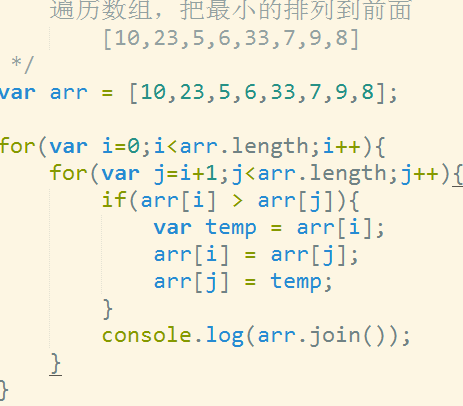 遍历数组，把最小的排列到前面
[10,23,5,6,33,7,9,8]
*/
var arr = [10,23,5,6,33,7,9,8];
for(var i=0;i<arr.length;i++){
for(var j=i+1;j<arr.length;j++){
if(arr[i] > arr[j]){
var temp = arr[i];
arr[i] = arr[j];
arr[j] = temp;
}
console.log(arr.join());
}
}